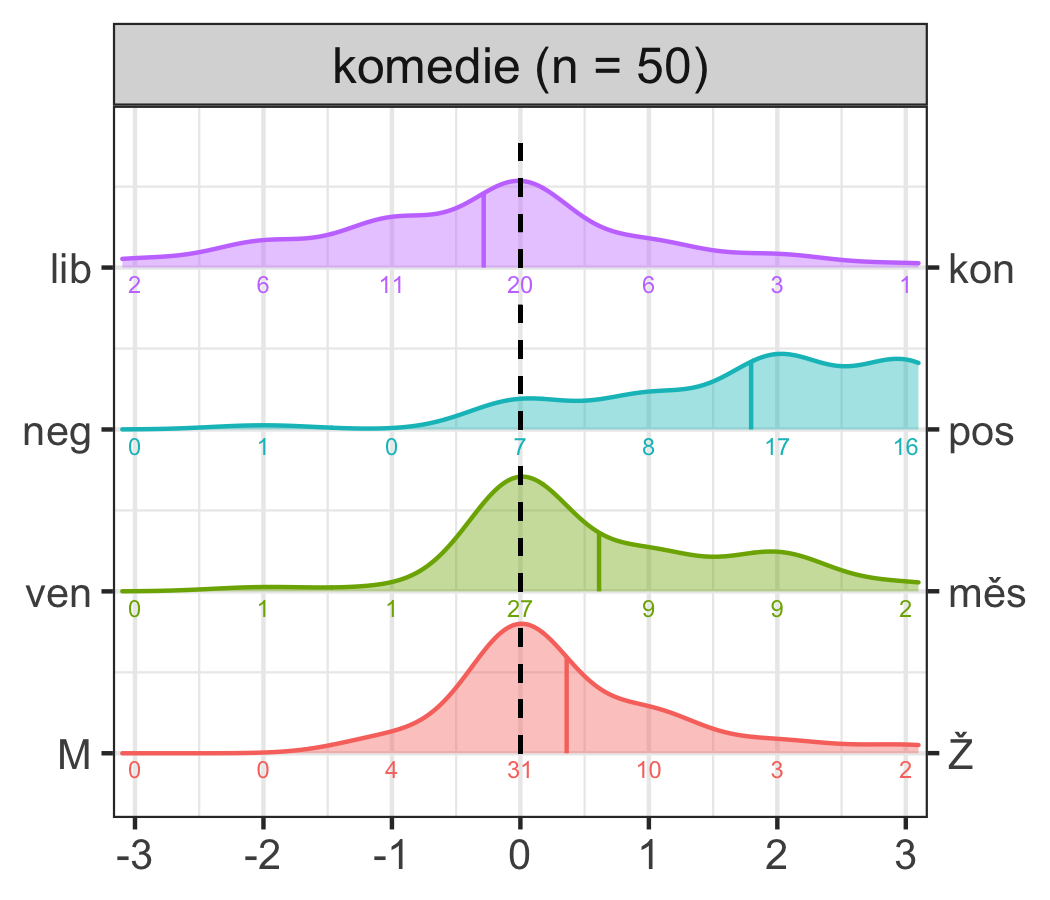 komedie (n = 50)
lib kon
2 6 11 20 6 3 1
neg pos
0 1 0 7 8 17 16
ven měs
0 1 1 27 9 9 2
M Ž
0 0 4 31 10 3 2
-3 -2 -1 0 1 2 3